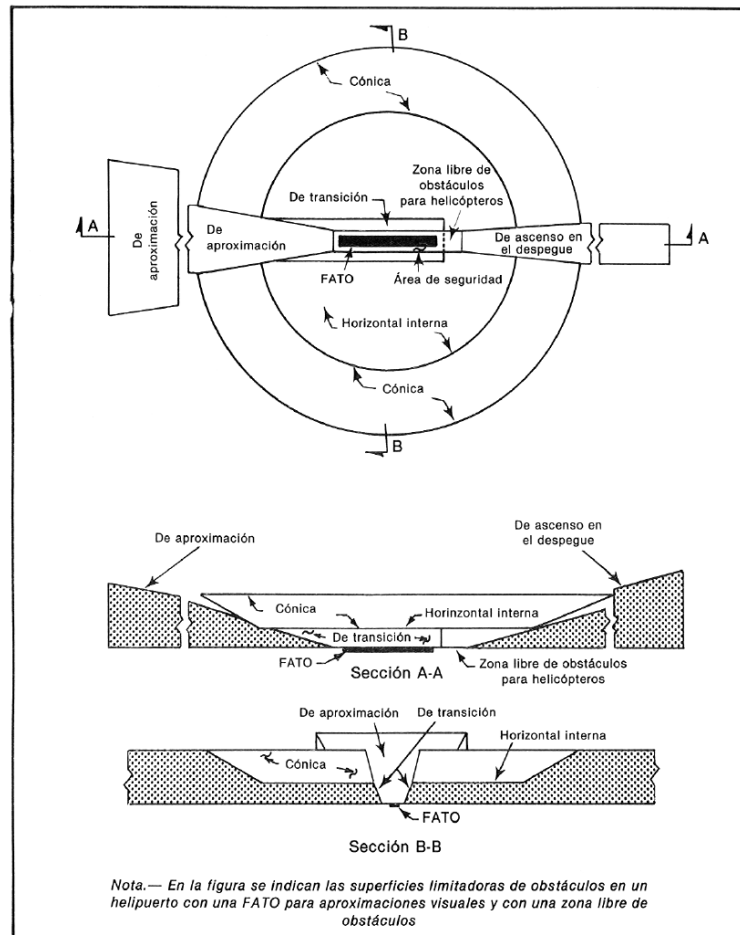 B
Cónica
Zona libre de
obstáculos
para helicópteros
De transición
A
De
aproximación
De
aproximación
De ascenso en
el despegue
A
FATO
Área de seguridad
Horizontal interna
Cónica
B
De aproximación
De ascenso en
el despegue
Cónica
Horinzontal interna
De transición
FATO
Zona libre de obstáculos
para helicópteros
Sección A-A
De aproximación
De transición
Horizontal interna
Cónica
FATO
Sección B-B
Nota.— En la figura se indican las superficies limitadoras de obstáculos en un
helipuerto con una FATO para aproximaciones visuales y con una zona libre de
obstáculos